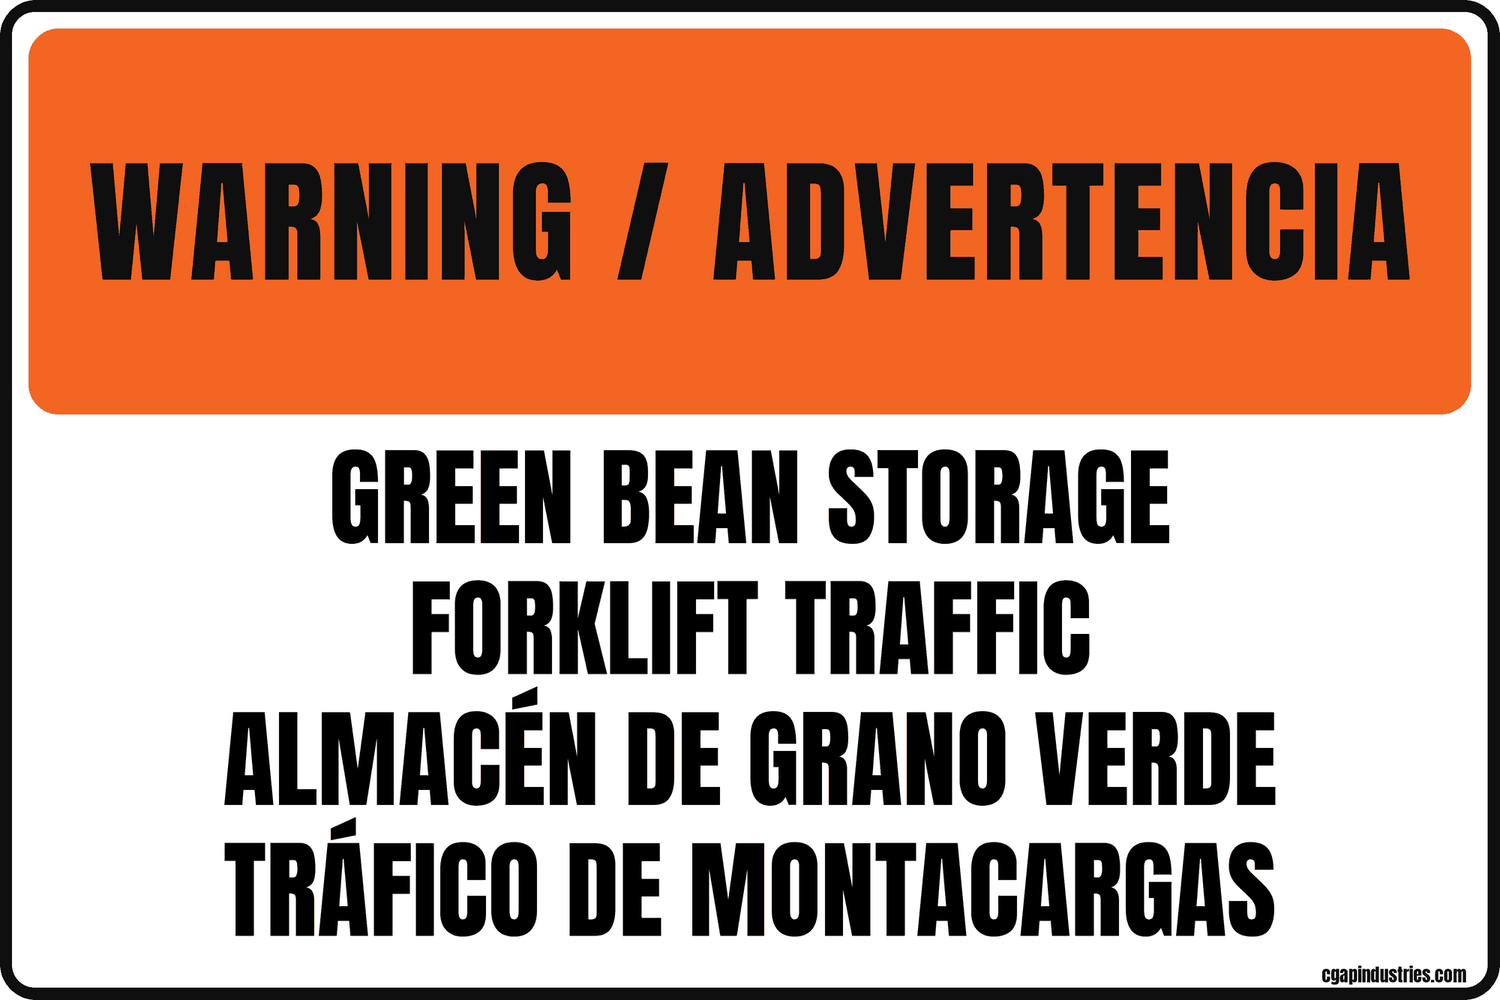 WARNING / ADVERTENCIA
GREEN BEAN STORAGE
FORKLIFT TRAFFIC
ALMACÉN DE GRANO VERDE
TRÁFICO DE MONTACARGAS
cgapindustries.com